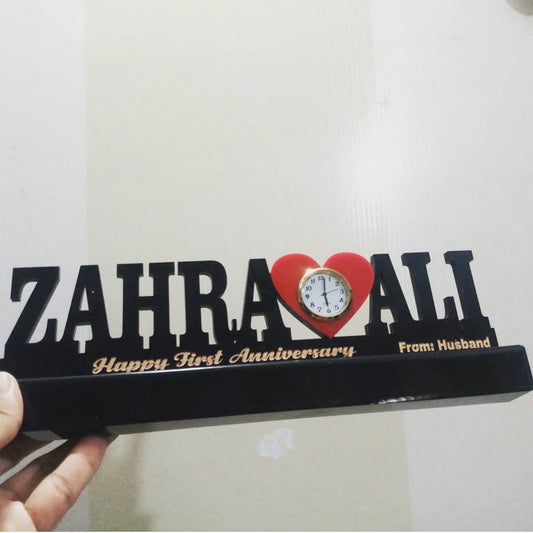 ZAHRA ALI
Happy First Anniversary
From: Husband